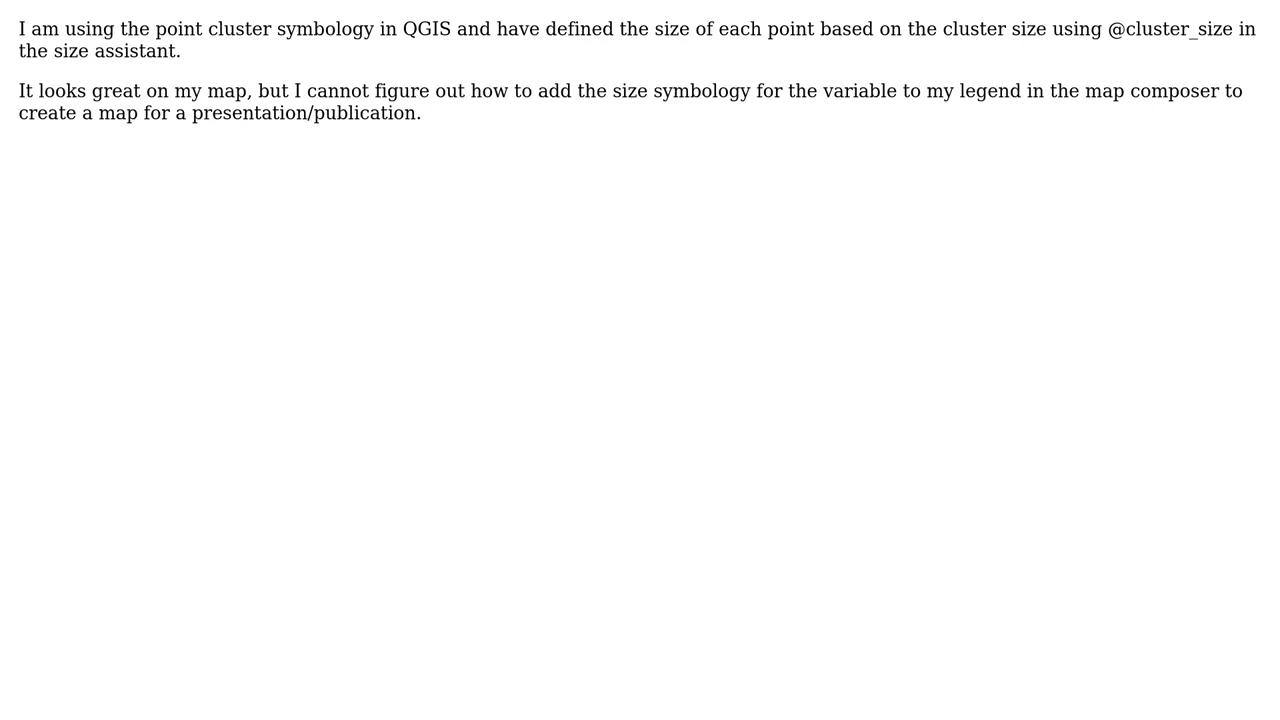 I am using the point cluster symbology in QGIS and have defined the size of each point based on the cluster size using @cluster_size in
the size assistant.
It looks great on my map, but I cannot figure out how to add the size symbology for the variable to my legend in the map composer to
create a map for a presentation/publication.